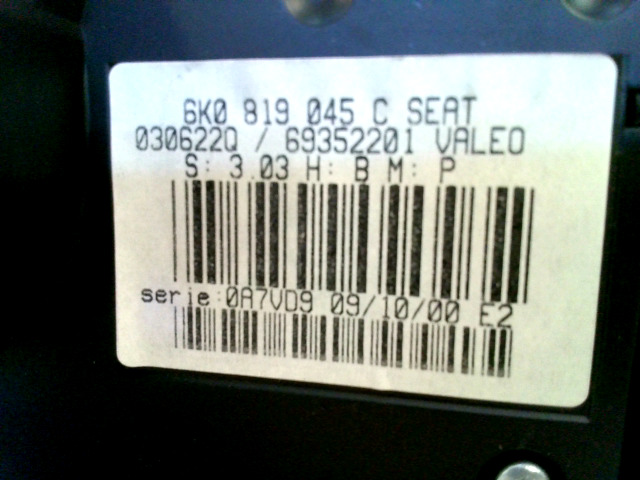 6K0 819 045 C SEAT
030622Q / 69352201 VALEO
S: 3.03 H: B M: P
serie:0A7VD9 09/10/00 E2